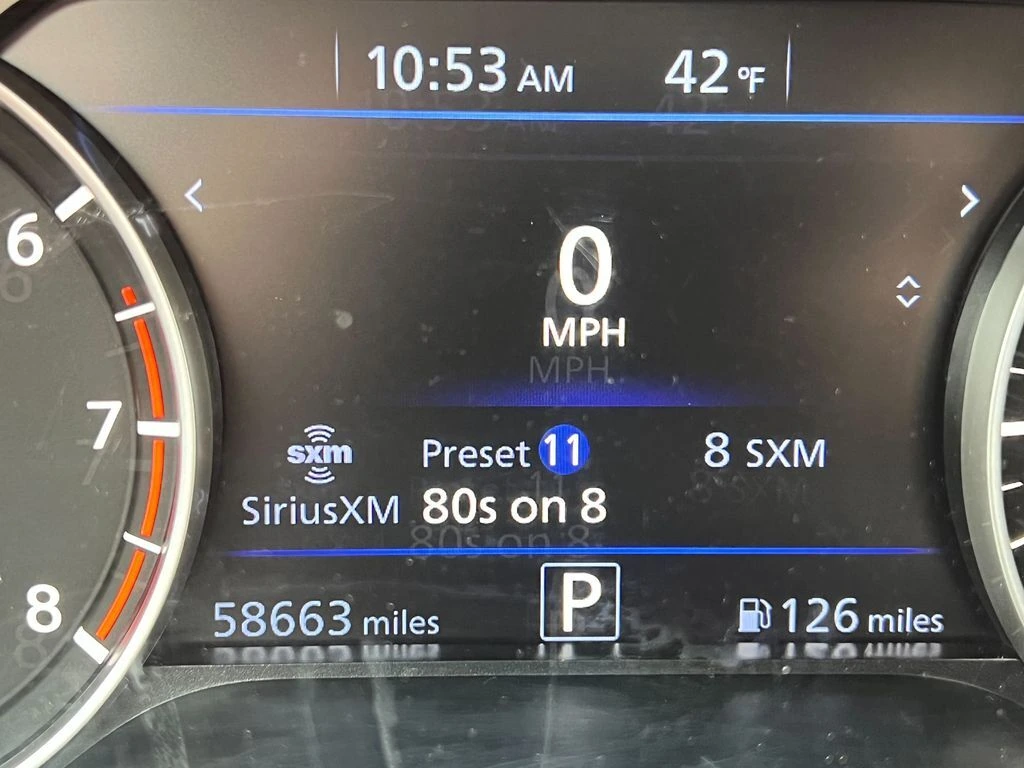 10:53 AM 42 °F
6
0
MPH
7
sxm Preset 11 8 SXM
SiriusXM 80s on 8
8
58663 miles P 126 miles